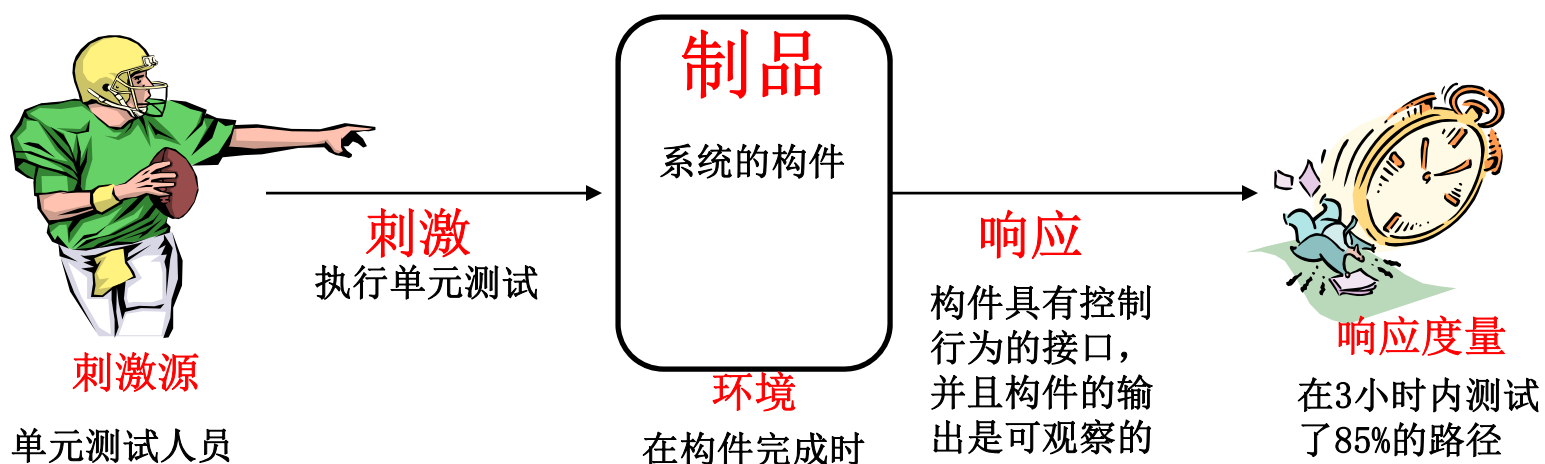 刺激源
单元测试人员
刺激
执行单元测试
制品
系统的构件
环境
在构件完成时
响应
构件具有控制
行为的接口，
并且构件的输
出是可观察的
响应度量
在3小时内测试
了85%的路径